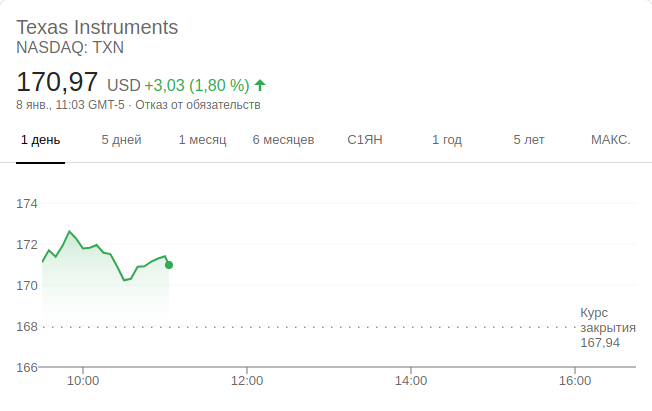 Texas Instruments
NASDAQ: TXN
170,97 USD +3,03 (1,80 %)
8 янв., 11:03 GMT-5 · Отказ от обязательств
1 день 5 дней 1 месяц 6 месяцев С1ЯН 1 год 5 лет МАКС.
174
172
170
168
166
Курс
закрытия
167,94
10:00 12:00 14:00 16:00